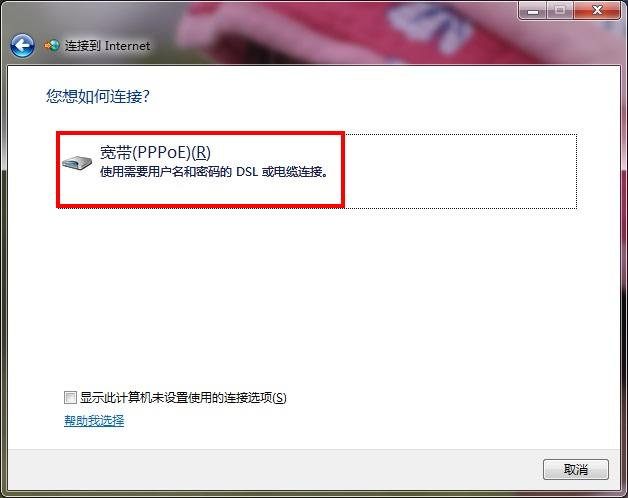 连接到 Internet
您想如何连接?
宽带(PPPoE)(R)
使用需要用户名和密码的 DSL 或电缆连接。
显示此计算机未设置使用的连接选项(S)
帮助我选择
取消